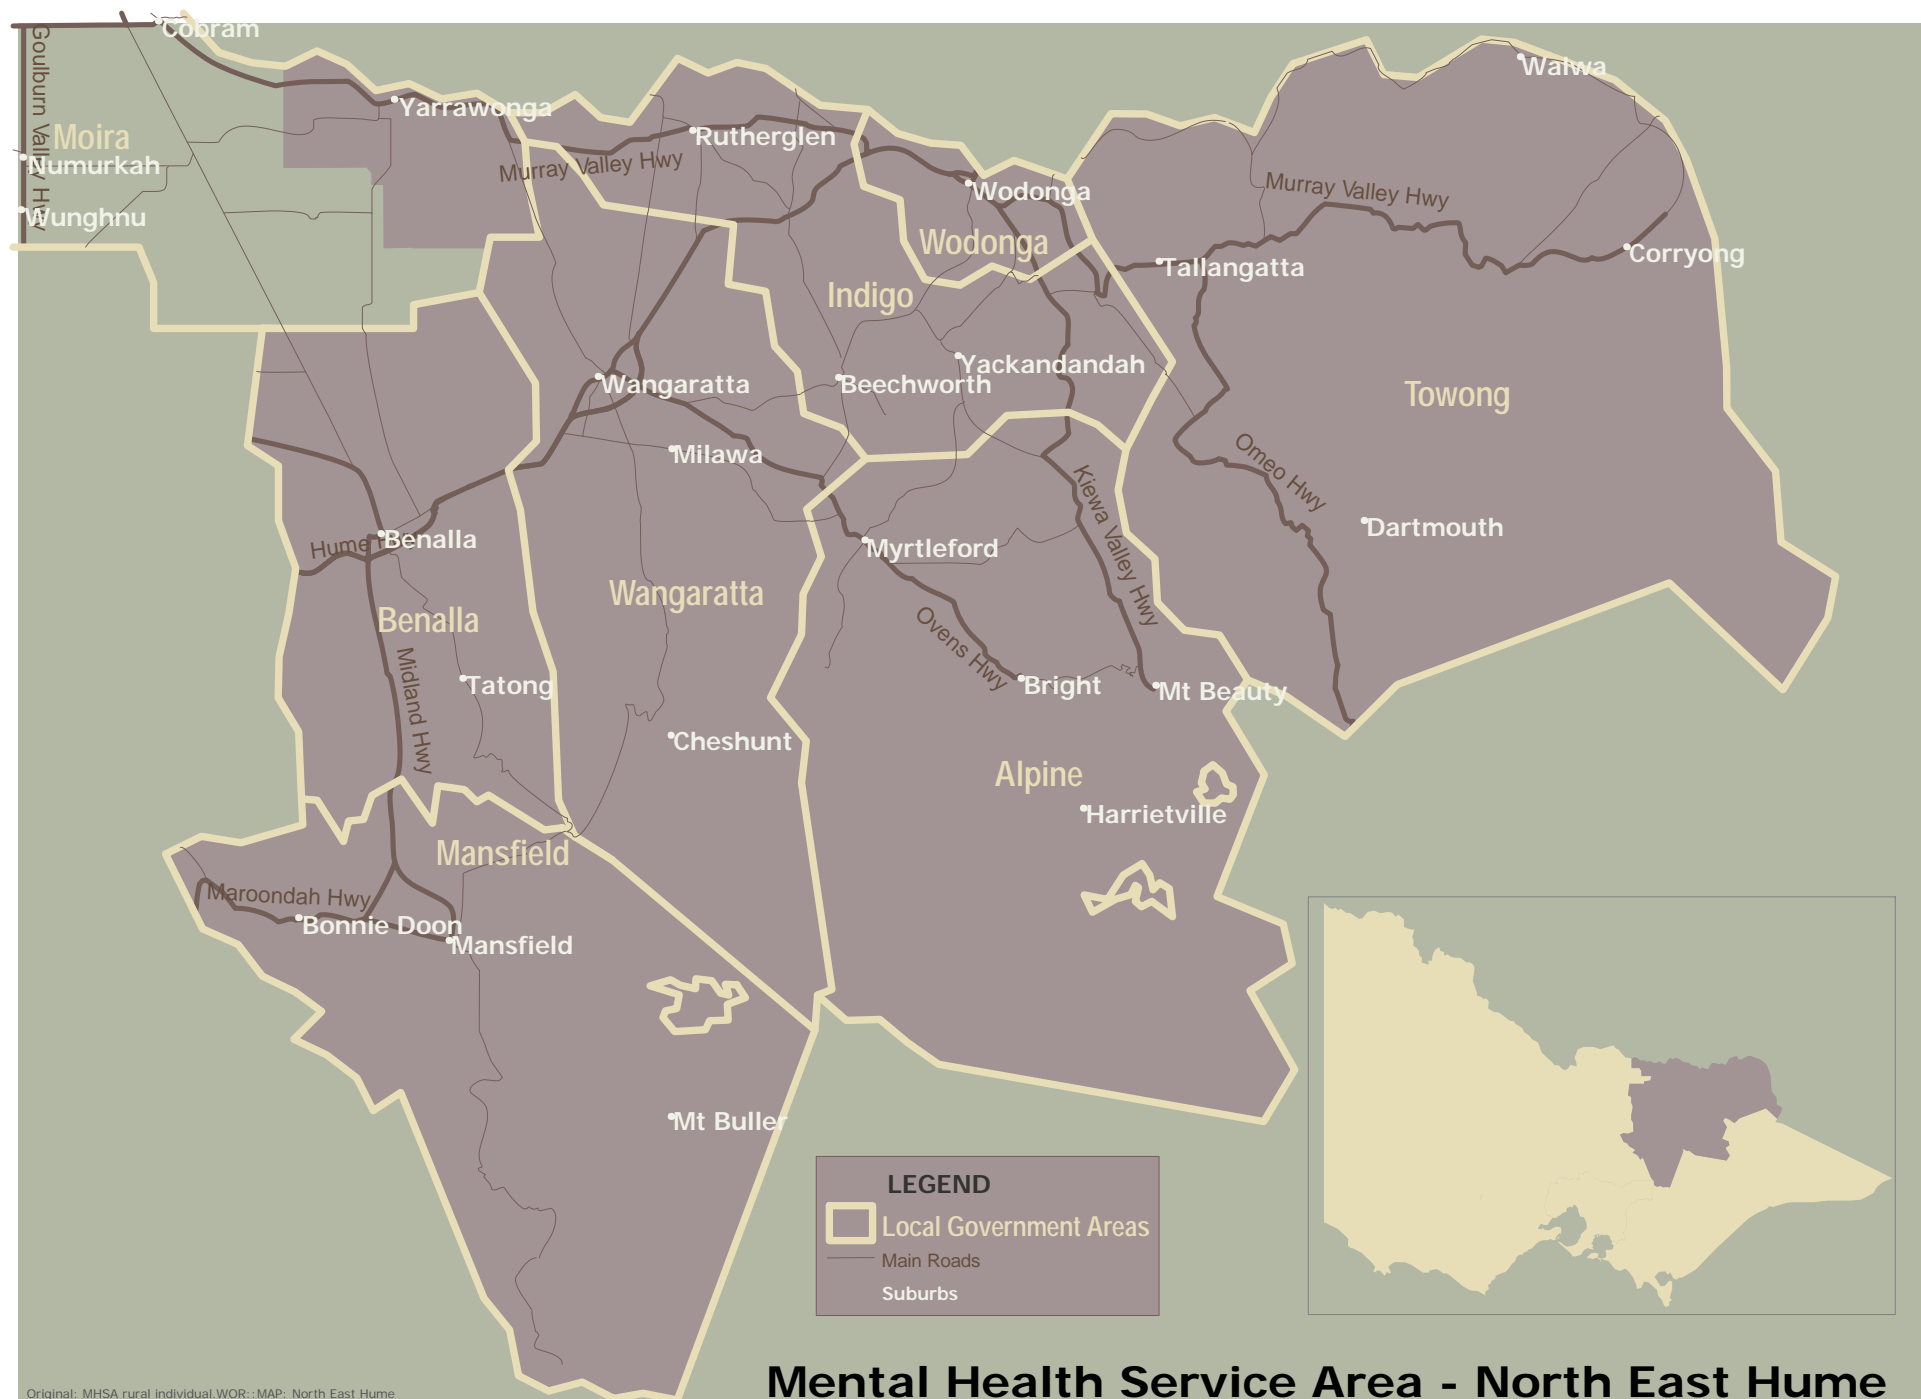 Cobram
Goulburn Valley Hwy
Walwa
Yarrawonga
Moira
Rutherglen
Numurkah
Murray Valley Hwy
Wodonga
Murray Valley Hwy
Wunghnu
Wodonga
Corryong
Tallangatta
Indigo
Yackandandah
Wangaratta
Beechworth
Towong
Milawa
Omeo Hwy
Kiewa Valley Hwy
Dartmouth
Hume
Benalla
Myrtleford
Wangaratta
Benalla
Ovens Hwy
Midland Hwy
Tatong
Bright
Mt Beauty
Cheshunt
Alpine
Harrietville
Mansfield
Maroondah Hwy
Bonnie Doon
Mansfield
Mt Buller
LEGEND
Local Government Areas
Main Roads
Suburbs
Mental Health Service Area - North East Hume
Original: MHSA rural individual.WOR::MAP: North East Hume